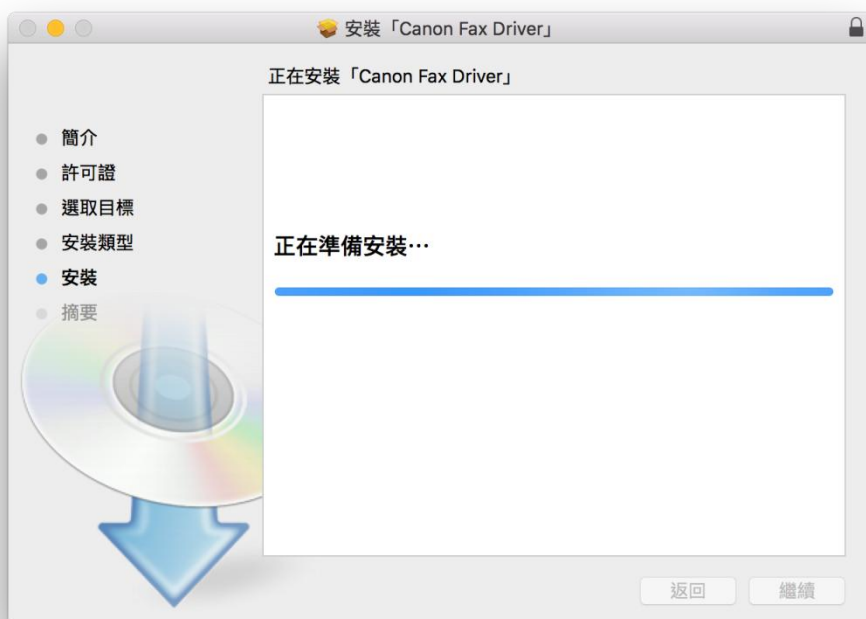 安裝「Canon Fax Driver」
正在安裝「Canon Fax Driver」
簡介
許可證
選取目標
安裝類型
安裝
摘要
正在準備安裝⋯
返回
繼續